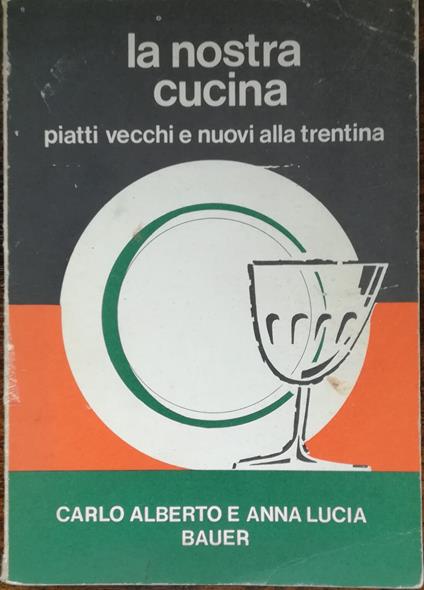 la nostra
cucina
piatti vecchi e nuovi alla trentina
CARLO ALBERTO E ANNA LUCIA
BAUER